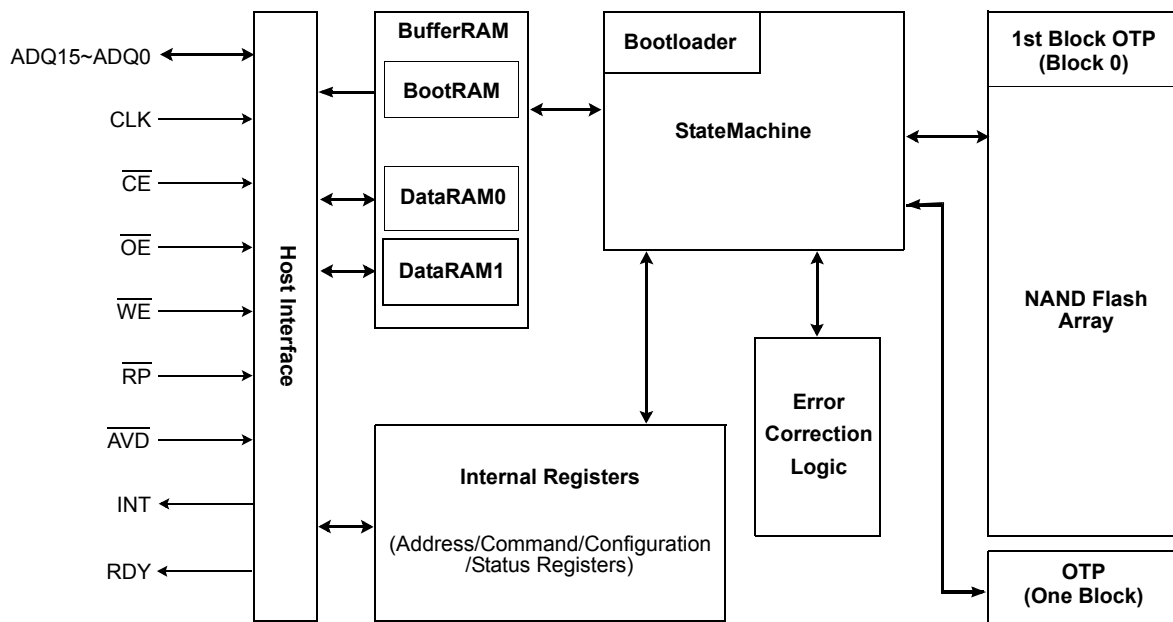 ADQ15~ADQ0
CLK
CE
OE
WE
RP
AVD
INT
RDY
Host Interface
BufferRAM
BootRAM
DataRAM0
DataRAM1
Bootloader
StateMachine
Error
Correction
Logic
Internal Registers
(Address/Command/Configuration
/Status Registers)
1st Block OTP
(Block 0)
NAND Flash
Array
OTP
(One Block)